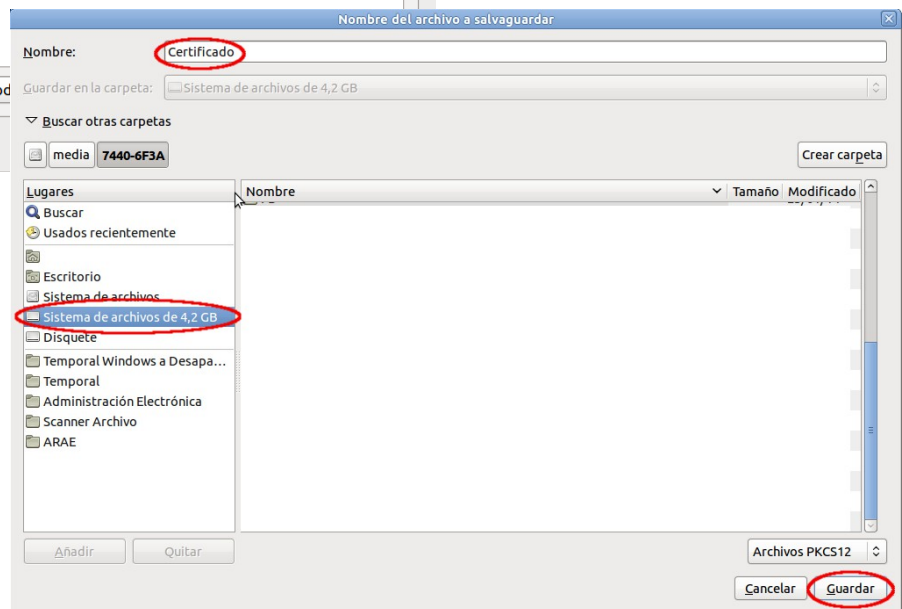 Nombre del archivo a salvaguardar
Nombre: Certificado
Guardar en la carpeta: Sistema de archivos de 4,2 GB
Buscar otras carpetas
media 7440-6F3A Crear carpeta
Lugares Nombre Tamaño Modificado
Buscar
Usados recientemente
Escritorio
Sistema de archivos
Sistema de archivos de 4,2 GB
Disquete
Temporal Windows a Desapa...
Temporal
Administración Electrónica
Scanner Archivo
ARAE
Añadir Quitar Archivos PKCS12
Cancelar Guardar